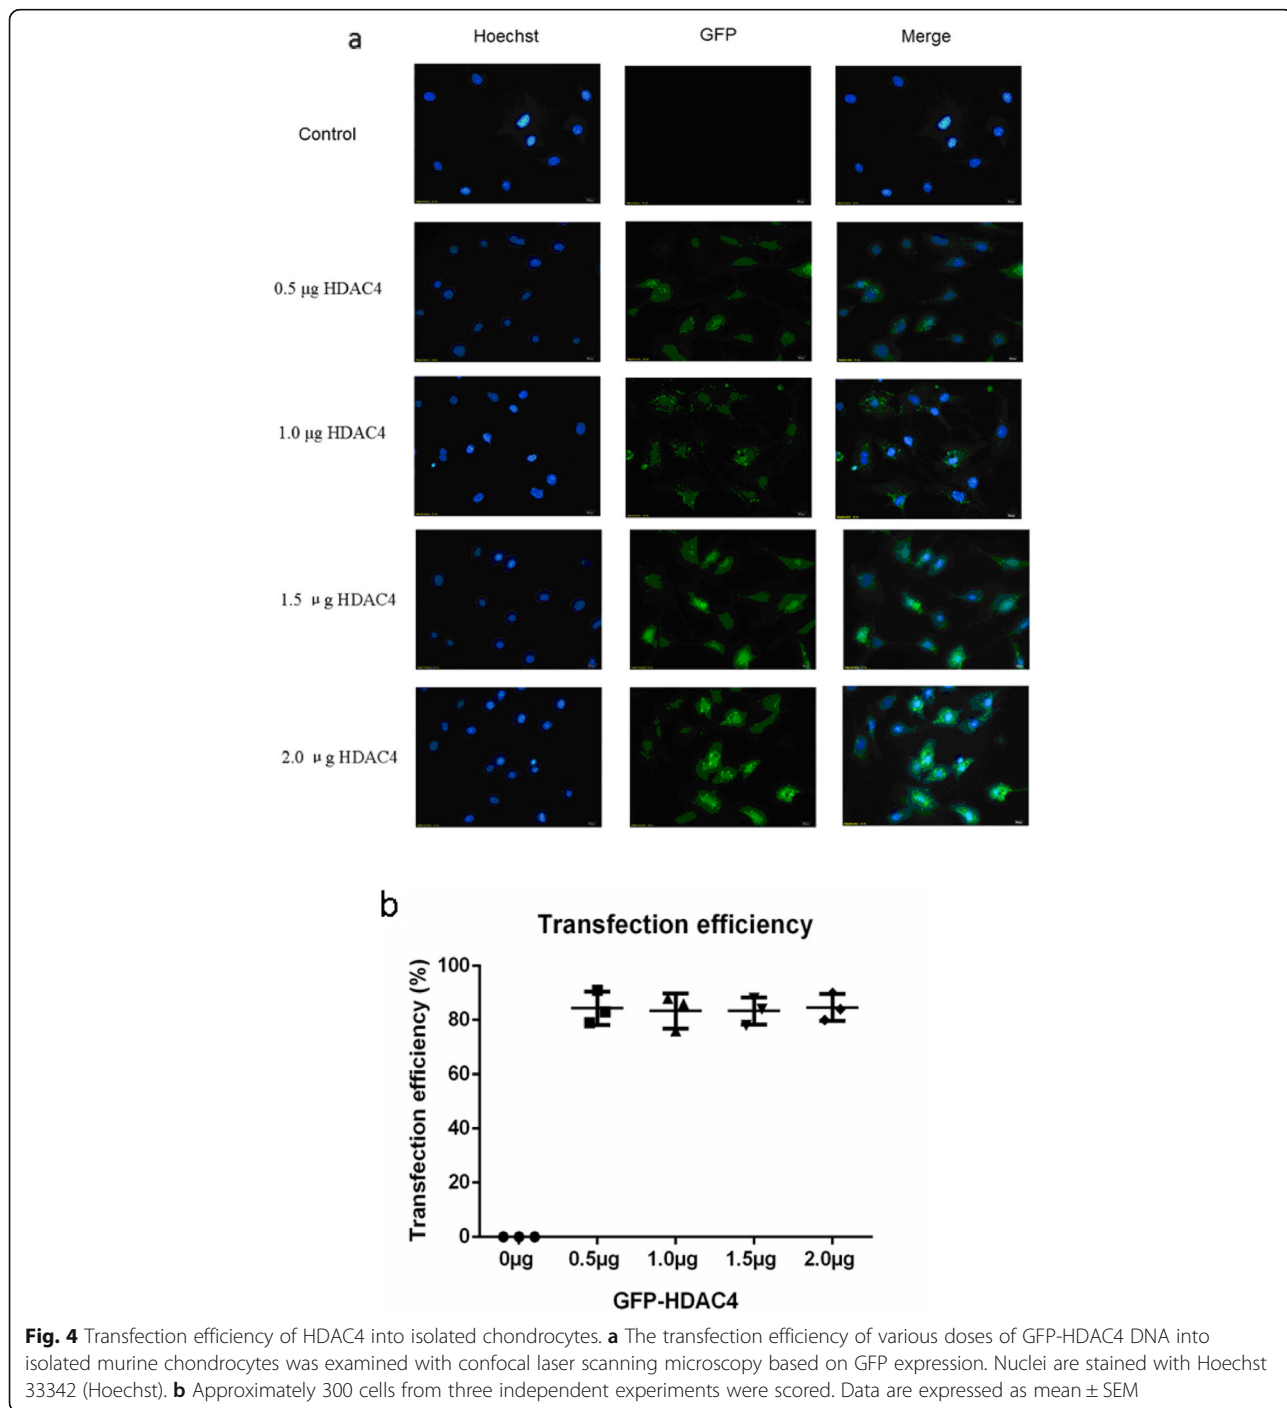 a
Hoechst GFP Merge
Control
0.5 µg HDAC4
1.0 µg HDAC4
1.5 µg HDAC4
2.0 µg HDAC4
b
Transfection efficiency
Transfection efficiency (%)
100
80
60
40
20
0
0µg 0.5µg 1.0µg 1.5µg 2.0µg
GFP-HDAC4
Fig. 4 Transfection efficiency of HDAC4 into isolated chondrocytes. a The transfection efficiency of various doses of GFP-HDAC4 DNA into
isolated murine chondrocytes was examined with confocal laser scanning microscopy based on GFP expression. Nuclei are stained with Hoechst
33342 (Hoechst). b Approximately 300 cells from three independent experiments were scored. Data are expressed as mean ± SEM